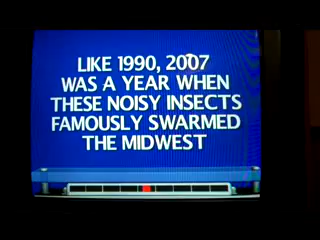 LIKE 1990, 2007
WAS A YEAR WHEN
THESE NOISY INSECTS
FAMOUSLY SWARMED
THE MIDWEST